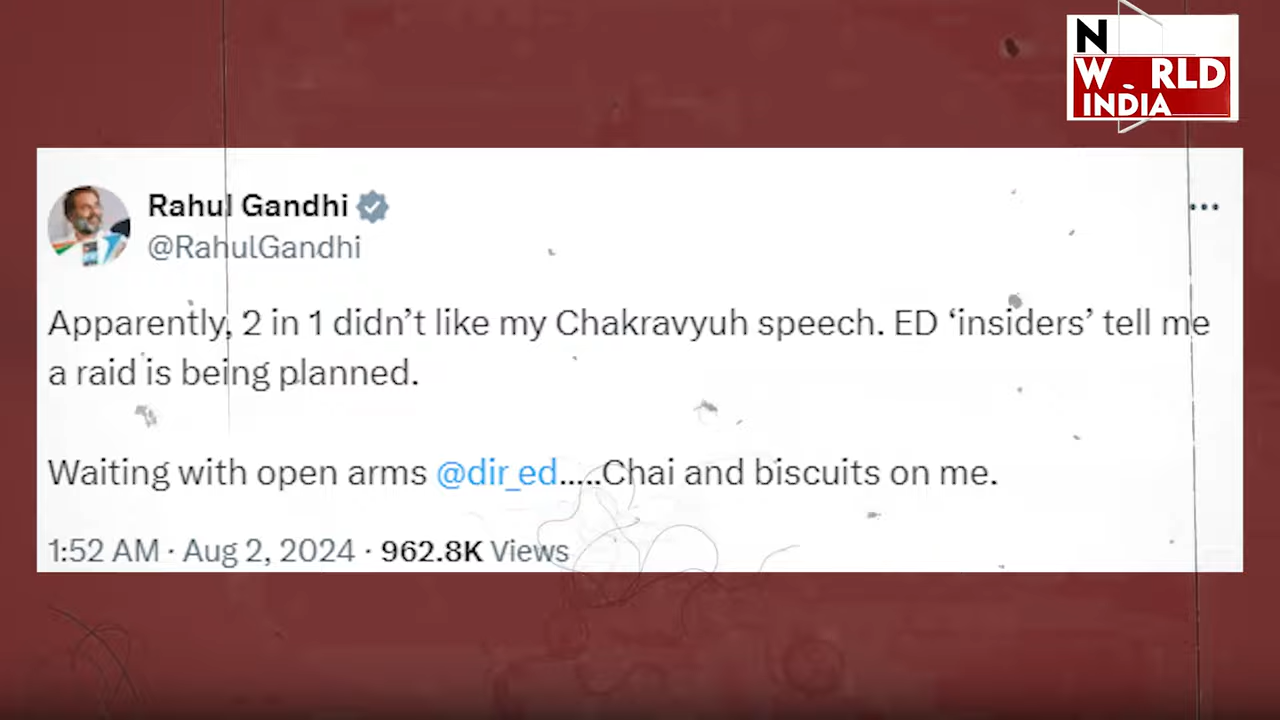 N
W RLD
INDIA
Rahul Gandhi
@RahulGandhi
Apparently, 2 in 1 didn’t like my Chakravyuh speech. ED ‘insiders’ tell me
a raid is being planned.
Waiting with open arms @dir_ed.....Chai and biscuits on me.
1:52 AM · Aug 2, 2024 · 962.8K Views